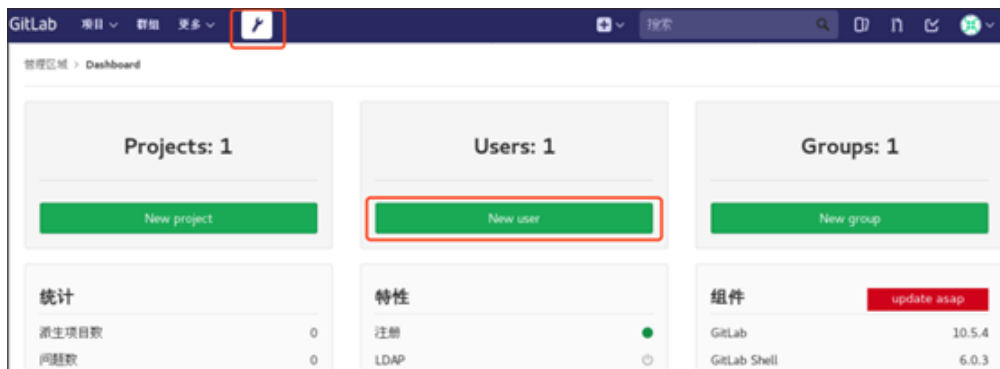 GitLab 项目 群组 更多 搜索
管理区域 > Dashboard
Projects: 1
New project
Users: 1
New user
Groups: 1
New group
统计
派生项目数 0
问题数 0
特性
注册
LDAP
组件 update asap
GitLab 10.5.4
GitLab Shell 6.0.3